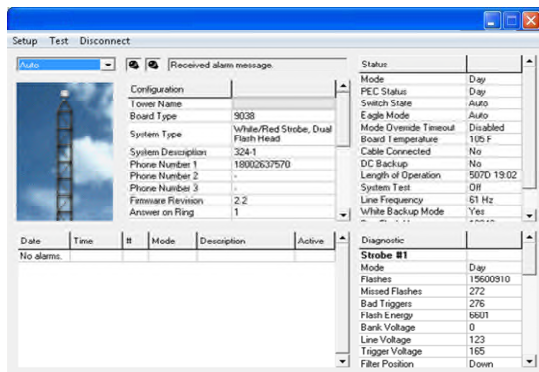 Setup Test Disconnect
Auto
Received alarm message.
Configuration
Tower Name
Board Type 9038
System Type White/Red Strobe, Dual Flash Head
System Description 324-1
Phone Number 1 18002637570
Phone Number 2 -
Phone Number 3 -
Firmware Revision 2.2
Answer on Ring 1
Status
Mode Day
PEC Status Day
Switch State Auto
Eagle Mode Auto
Mode Override Timeout Disabled
Board Temperature 105 F
Cable Connected No
DC Backup No
Length of Operation 507D 19:02
System Test Off
Line Frequency 61 Hz
White Backup Mode Yes
Date Time # Mode Description Active
No alarms.
Diagnostic
Strobe #1
Mode Day
Flashes 15600910
Missed Flashes 272
Bad Triggers 276
Flash Energy 6601
Bank Voltage 0
Line Voltage 123
Trigger Voltage 165
Filter Position Down